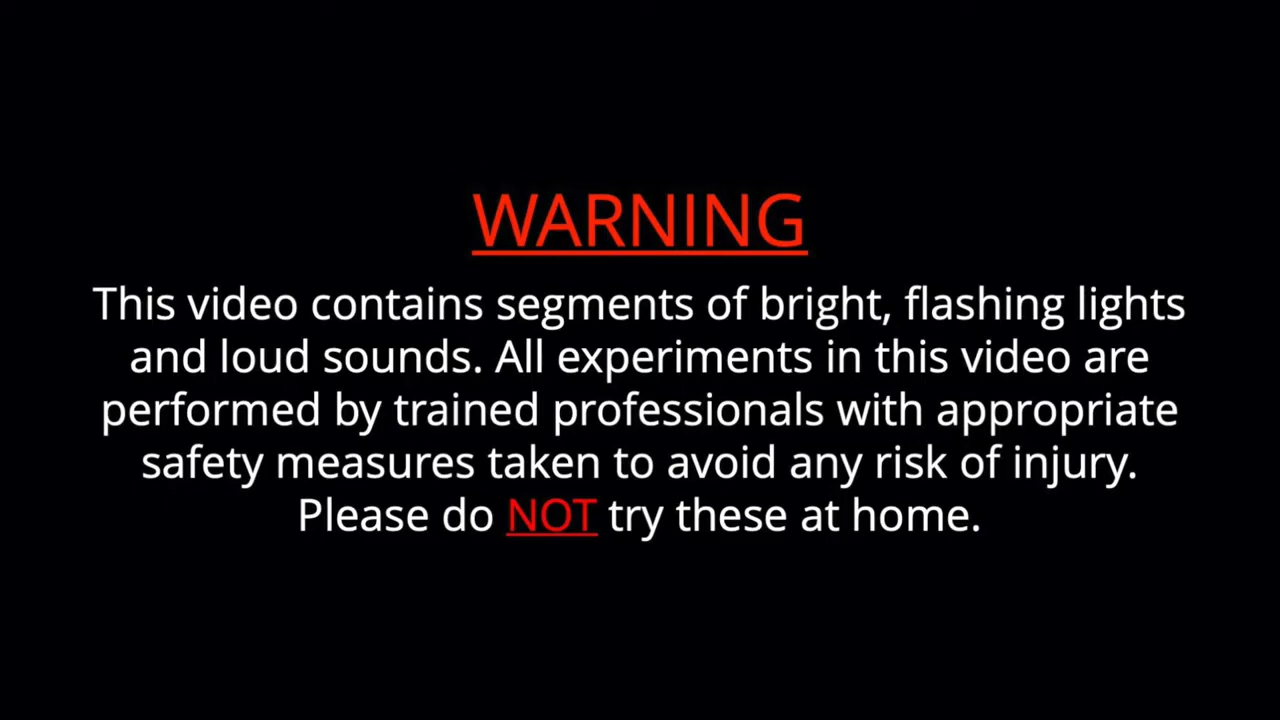 WARNING
This video contains segments of bright, flashing lights
and loud sounds. All experiments in this video are
performed by trained professionals with appropriate
safety measures taken to avoid any risk of injury.
Please do NOT try these at home.